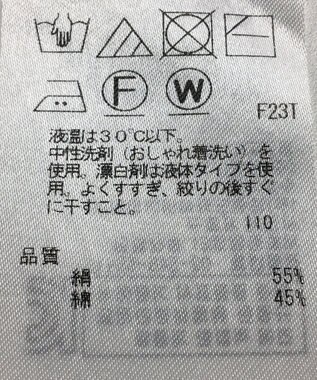 F W
F23T
液温は30℃以下。
中性洗剤（おしゃれ着洗い）を
使用。漂白剤は液体タイプを使
用。よくすすぎ、絞りの後すぐ
に干すこと。
110
品質
絹 55%
綿 45%